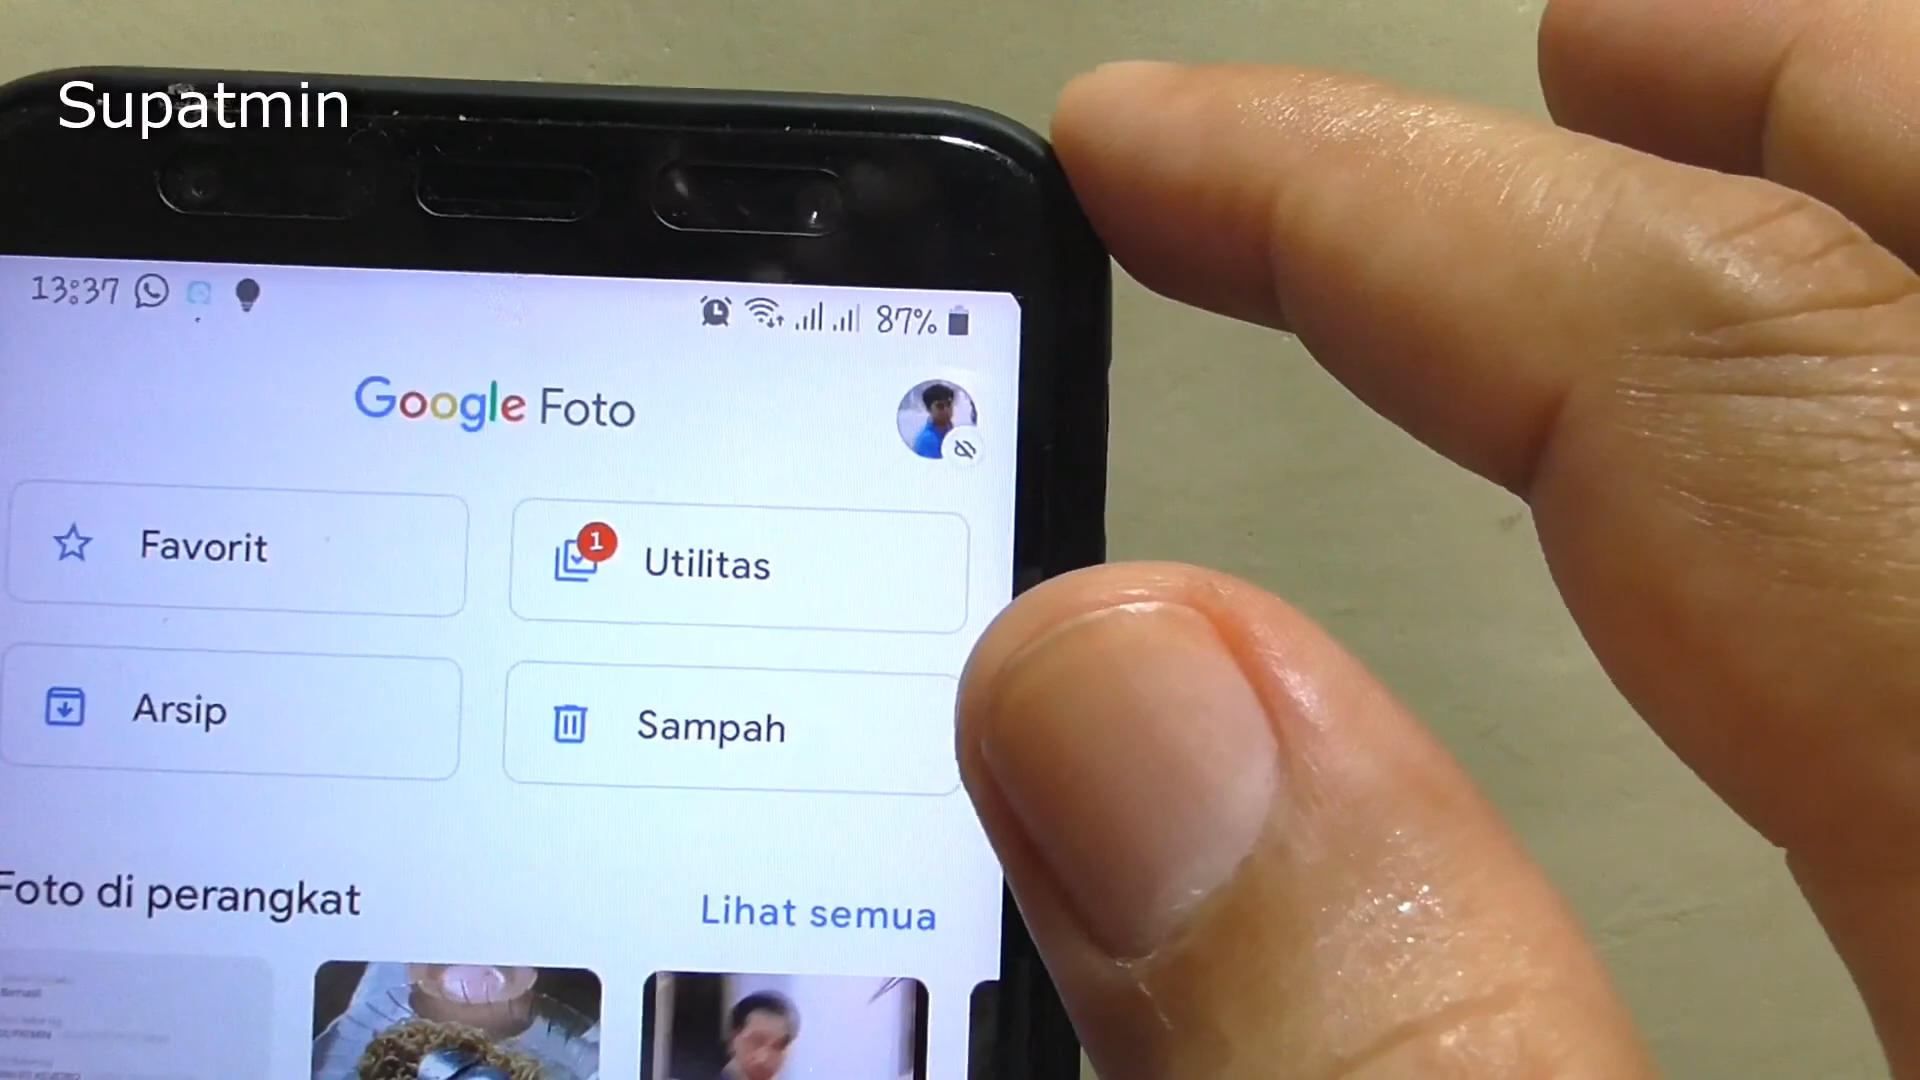 Supatmin
13:37 87%
Google Foto
Favorit
1
Utilitas
Arsip
Sampah
Foto di perangkat
Lihat semua